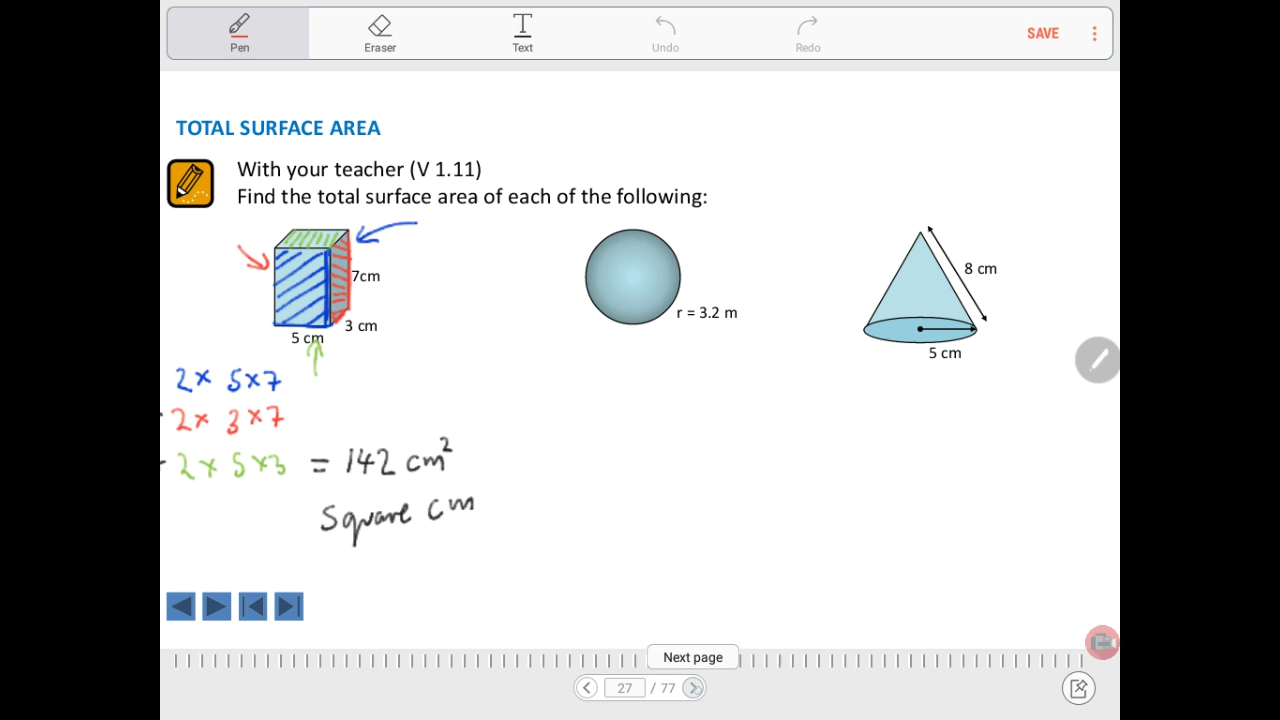 Pen
Eraser
Text
Undo
Redo
SAVE
TOTAL SURFACE AREA
With your teacher (V 1.11)
Find the total surface area of each of the following:
7cm
3 cm
5 cm
r = 3.2 m
8 cm
5 cm
2 × 5×7
2 × 3×7
2 × 5×3 = 142 cm²
Square cm
Next page
27 / 77